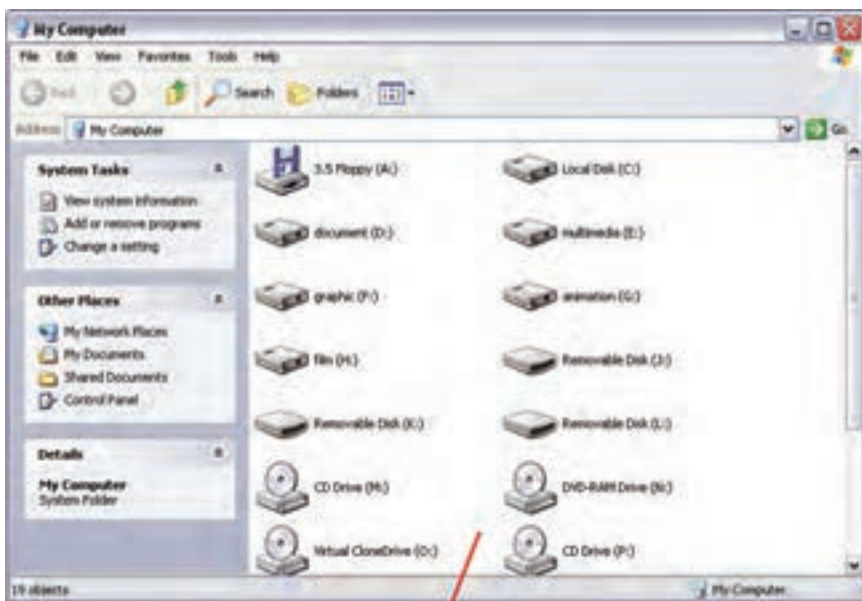 My Computer
File Edit View Favorites Tools Help
Back Search Folders
Address My Computer Go
System Tasks
View system information
Add or remove programs
Change a setting
Other Places
My Network Places
My Documents
Shared Documents
Control Panel
Details
My Computer
System Folder
3.5 Floppy (A:) Local Disk (C:)
document (D:) multimedia (E:)
graphic (F:) animation (G:)
film (H:) Removable Disk (J:)
Removable Disk (K:) Removable Disk (L:)
CD Drive (M:) DVD-RAM Drive (N:)
Virtual CloneDrive (O:) CD Drive (P:)
19 objects My Computer